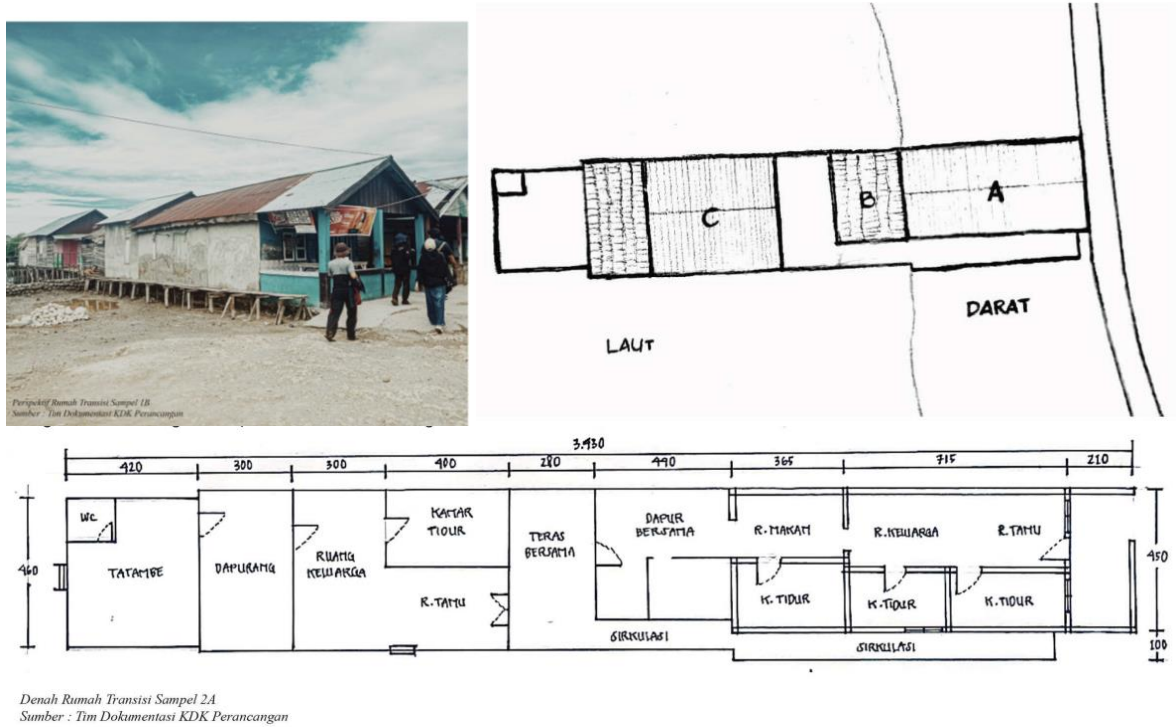 Perspektif Rumah Transisi Sampel 1B
Sumber : Tim Dokumentasi KDK Perancangan
C
B
A
LAUT
DARAT
3.930
420
300
300
400
280
440
365
715
210
WC
TATAMBE
DAPURANG
RUANG
KELUARGA
KAMAR
TIDUR
R.TAMU
TERAS
BERSAMA
DAPUR
BERSAMA
R.MAKAN
R.KELUARGA
R.TAMU
K.TIDUR
K.TIDUR
K.TIDUR
SIRKULASI
SIRKULASI
460
450
100
Denah Rumah Transisi Sampel 2A
Sumber : Tim Dokumentasi KDK Perancangan